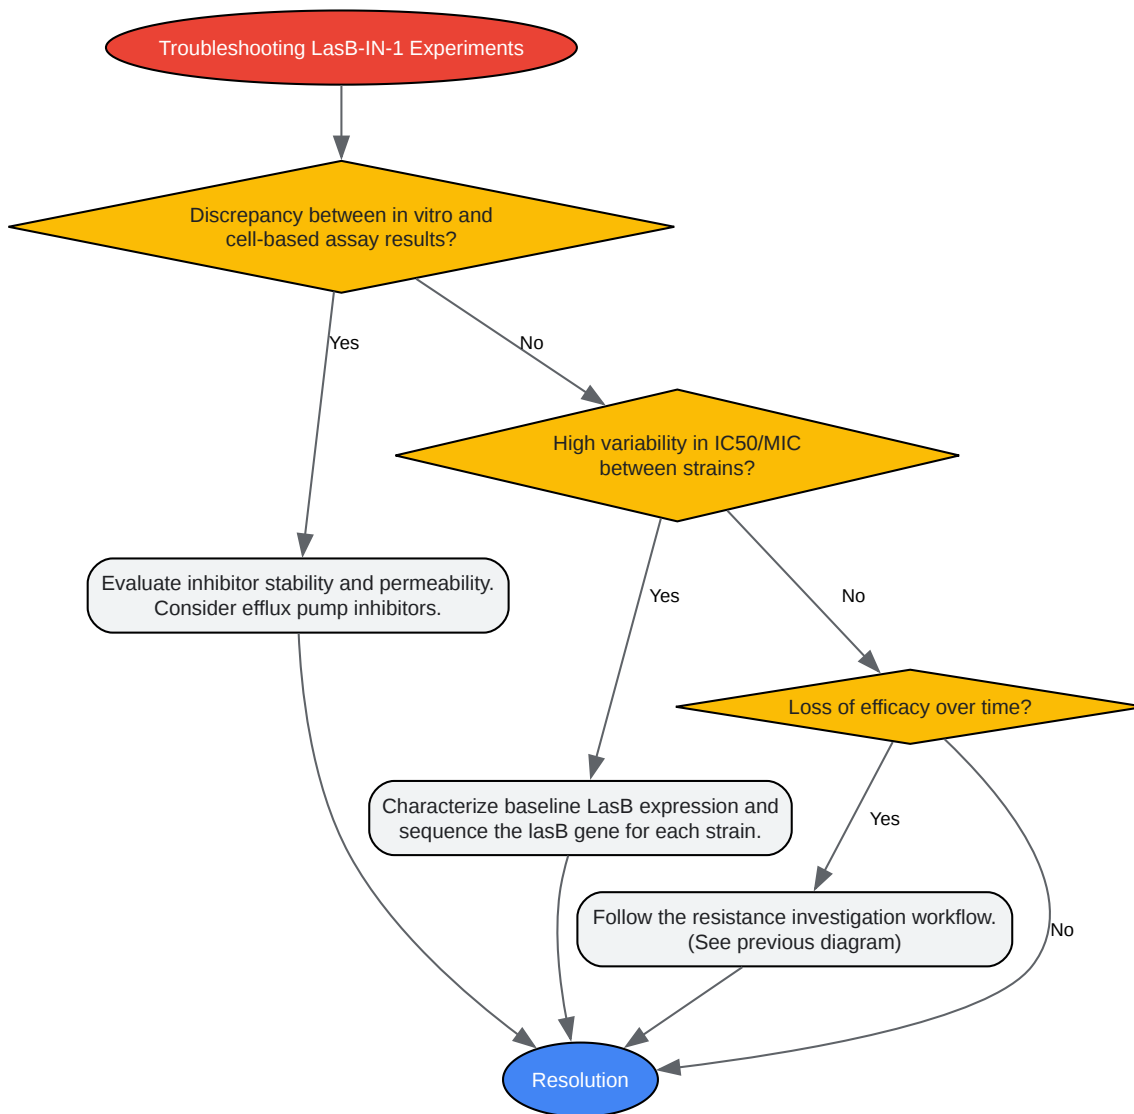 Troubleshooting LasB-IN-1 Experiments
Discrepancy between in vitro and
cell-based assay results?
Yes
No
High variability in IC50/MIC
between strains?
Evaluate inhibitor stability and permeability.
Consider efflux pump inhibitors.
Yes
No
Loss of efficacy over time?
Characterize baseline LasB expression and
sequence the lasB gene for each strain.
Yes
Follow the resistance investigation workflow.
(See previous diagram)
No
Resolution